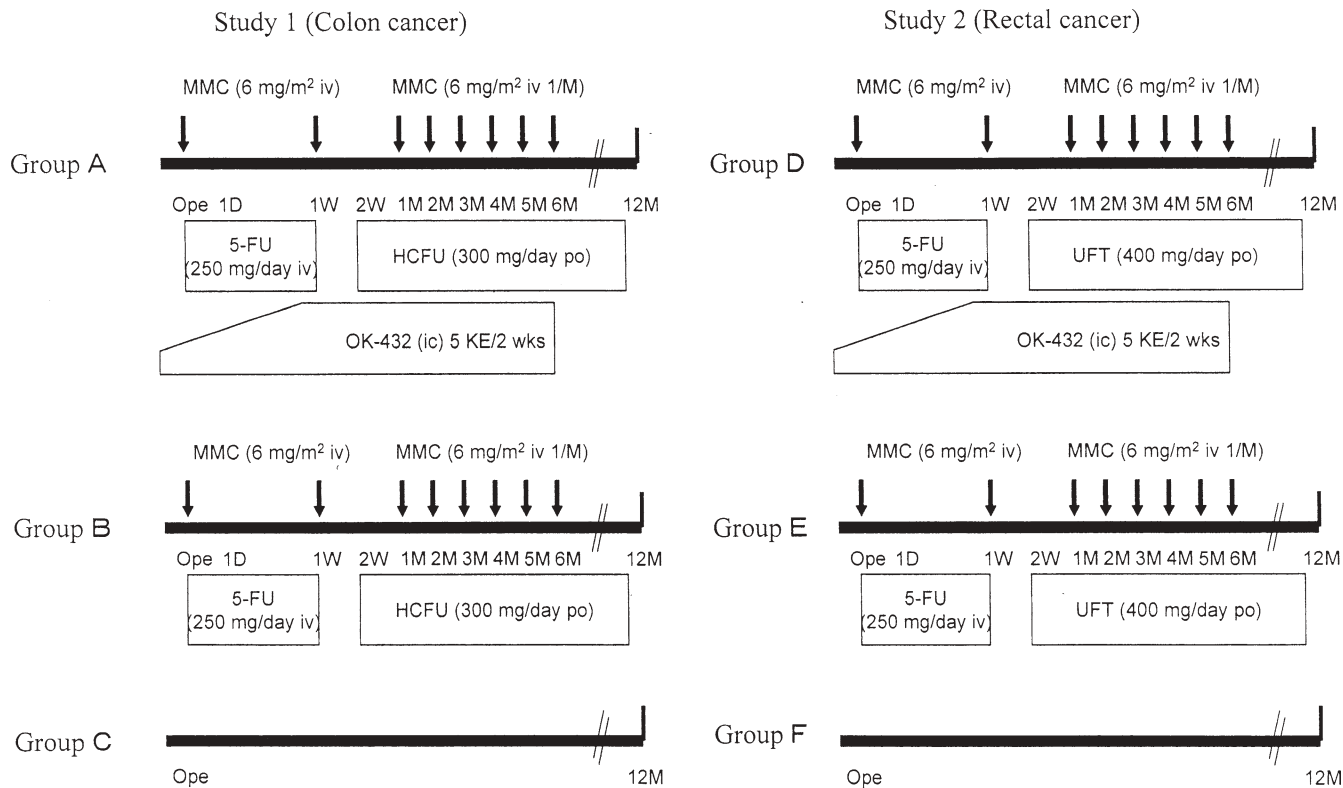 Study 1 (Colon cancer)
MMC (6 mg/m² iv) MMC (6 mg/m² iv 1/M)
Group A
Ope 1D 1W 2W 1M 2M 3M 4M 5M 6M 12M
5-FU
(250 mg/day iv)
HCFU (300 mg/day po)
OK-432 (ic) 5 KE/2 wks
MMC (6 mg/m² iv) MMC (6 mg/m² iv 1/M)
Group B
Ope 1D 1W 2W 1M 2M 3M 4M 5M 6M 12M
5-FU
(250 mg/day iv)
HCFU (300 mg/day po)
Group C
Ope 12M
Study 2 (Rectal cancer)
MMC (6 mg/m² iv) MMC (6 mg/m² iv 1/M)
Group D
Ope 1D 1W 2W 1M 2M 3M 4M 5M 6M 12M
5-FU
(250 mg/day iv)
UFT (400 mg/day po)
OK-432 (ic) 5 KE/2 wks
MMC (6 mg/m² iv) MMC (6 mg/m² iv 1/M)
Group E
Ope 1D 1W 2W 1M 2M 3M 4M 5M 6M 12M
5-FU
(250 mg/day iv)
UFT (400 mg/day po)
Group F
Ope 12M